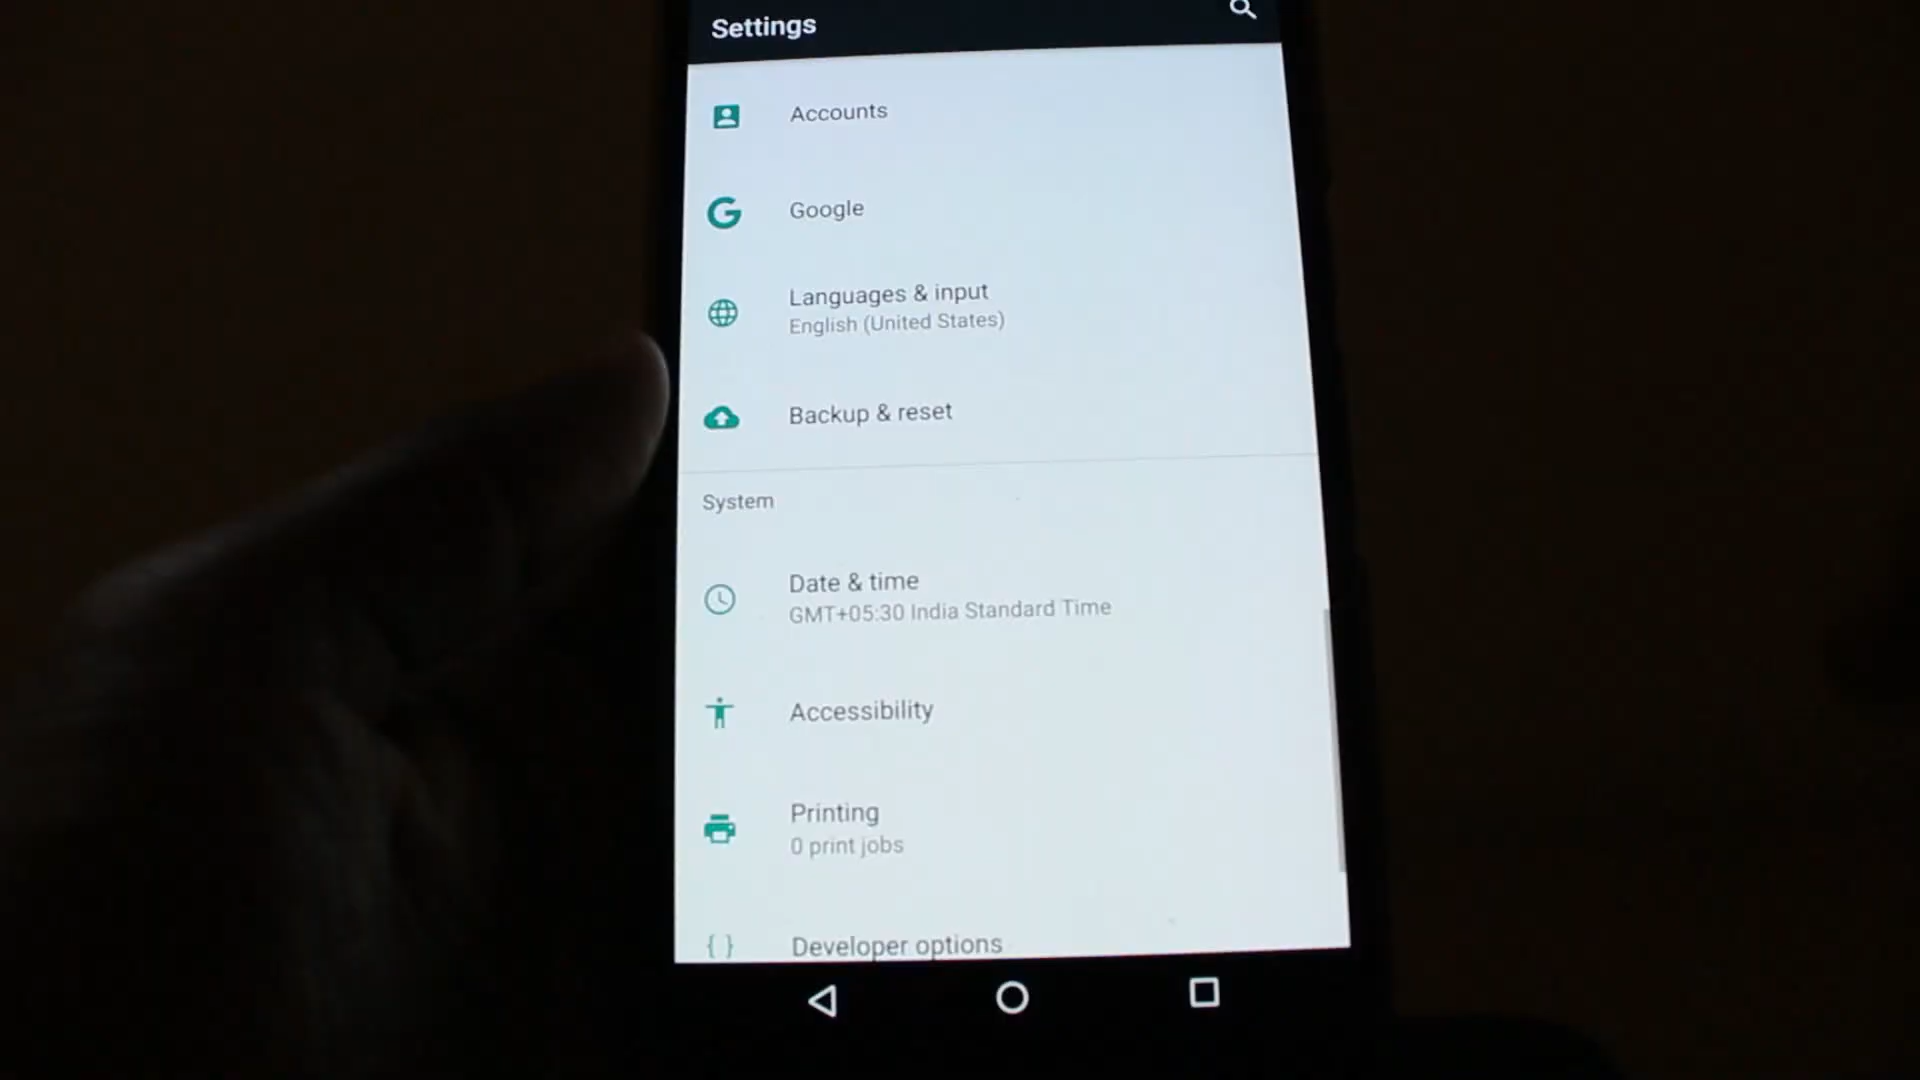 Settings
Accounts
Google
Languages & input
English (United States)
Backup & reset
System
Date & time
GMT+05:30 India Standard Time
Accessibility
Printing
0 print jobs
{ } Developer options